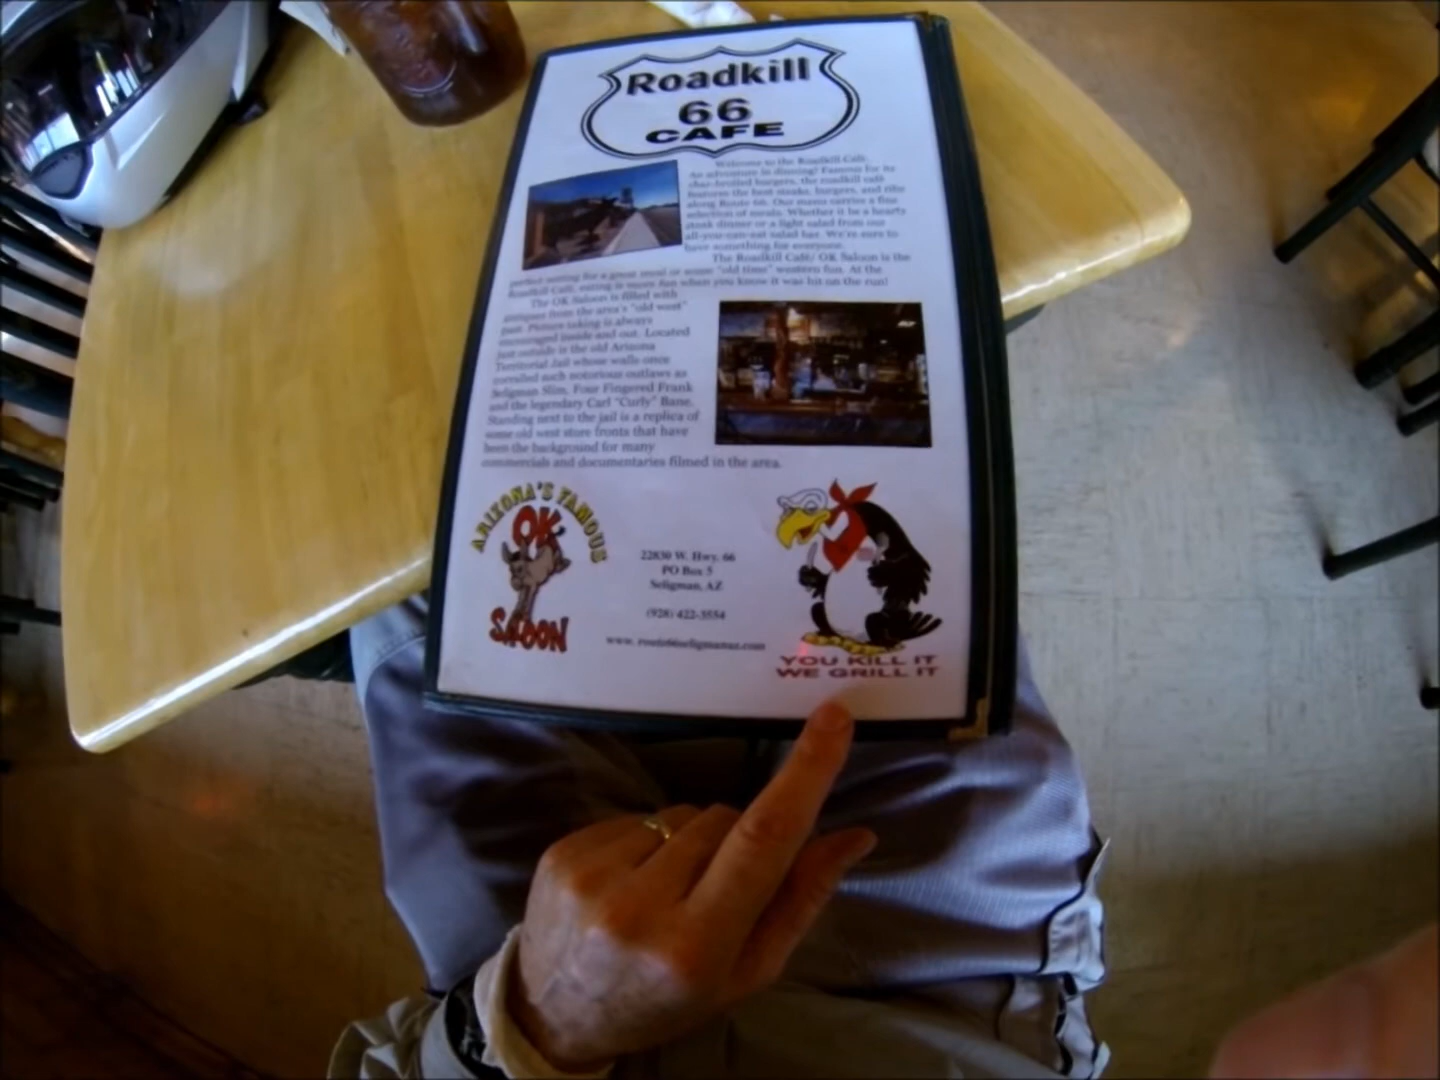 Roadkill
66
CAFE
Welcome to the Roadkill Cafe.
An adventure in dining! Famous for its
char-broiled burgers, the roadkill café
features the best steaks, burgers, and ribs
along Route 66. Our menu carries a fine
selection of meals. Whether it be a hearty
steak dinner or a light salad from our
all-you-can-eat salad bar. We're sure to
have something for everyone.
The Roadkill Café/ OK Saloon is the
perfect setting for a great meal or some "old time" western fun. At the
Roadkill Café, eating is more fun when you know it was hit on the run!
The OK Saloon is filled with
antiques from the area's "old west"
past. Picture taking is always
encouraged inside and out. Located
just outside is the old Arizona
Territorial Jail whose walls once
corralled such notorious outlaws as
Seligman Slim, Four Fingered Frank
and the legendary Carl "Curly" Bane.
Standing next to the jail is a replica of
some old west store fronts that have
been the background for many
commercials and documentaries filmed in the area.
ARIZONA'S FAMOUS
OK
SALOON
22830 W. Hwy. 66
PO Box 5
Seligman, AZ
(928) 422-3554
www. route66seligmanaz.com
YOU KILL IT
WE GRILL IT